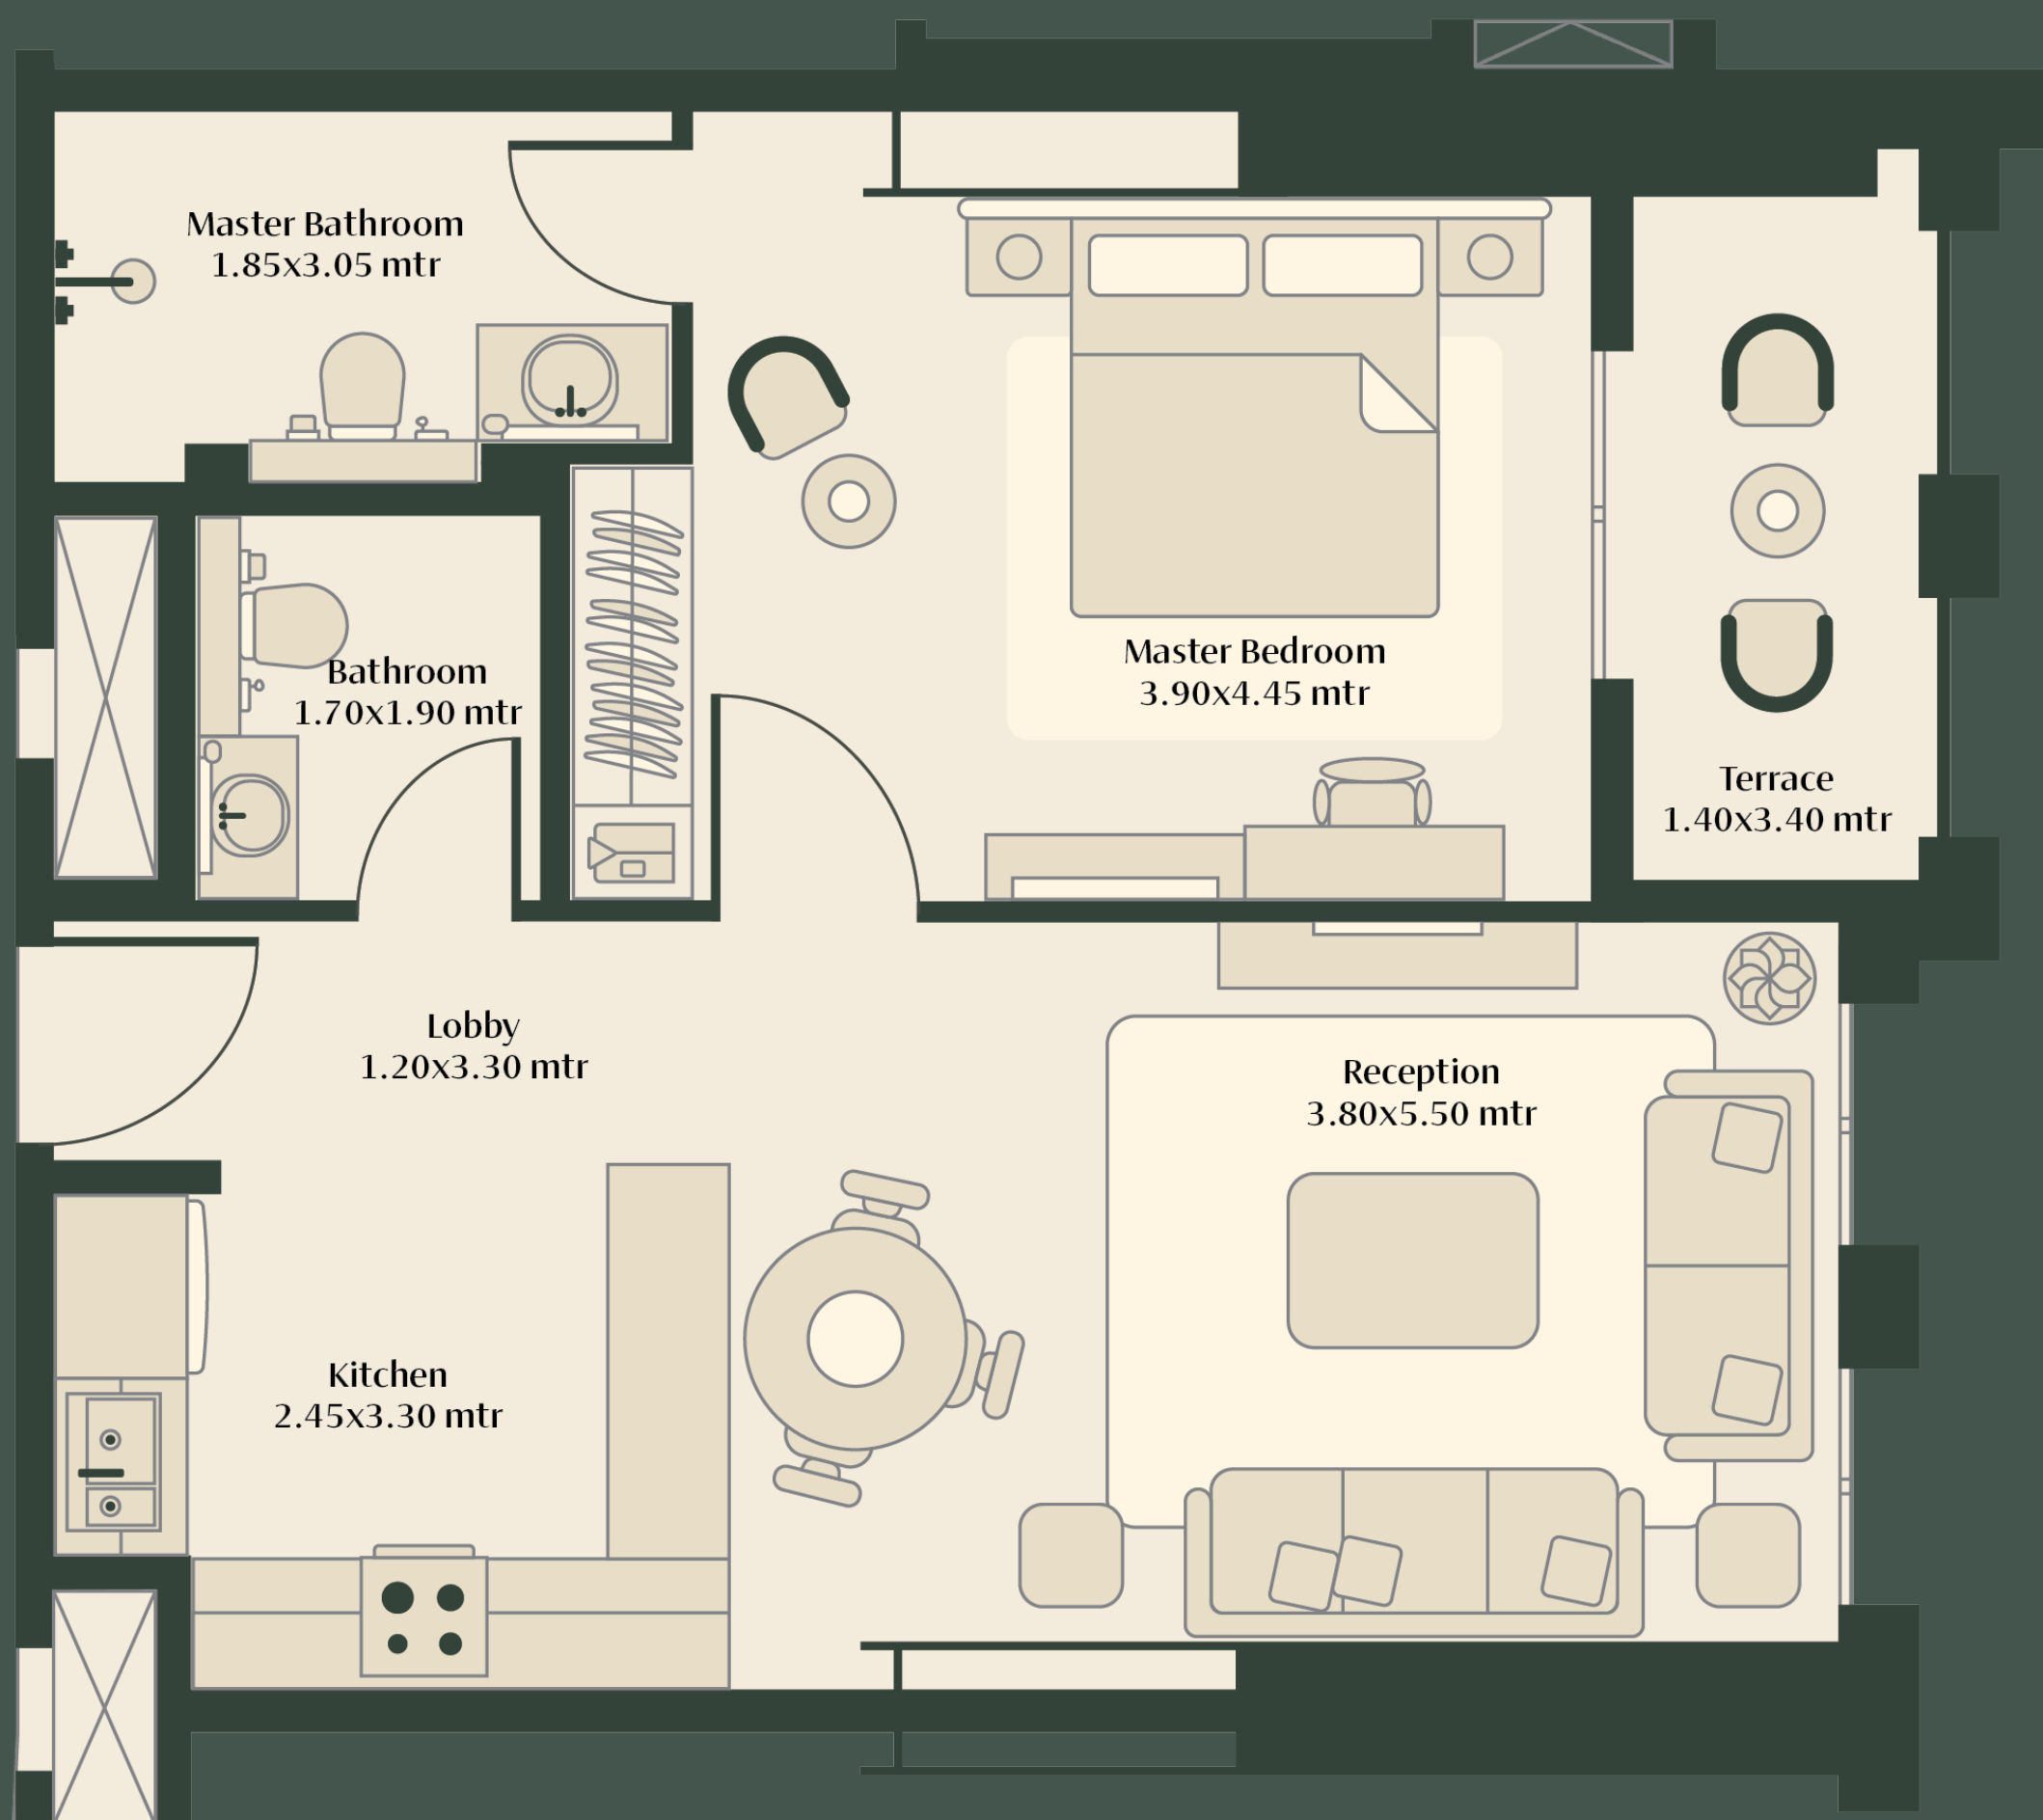 Master Bathroom
1.85x3.05 mtr
Master Bedroom
3.90x4.45 mtr
Bathroom
1.70x1.90 mtr
Terrace
1.40x3.40 mtr
Lobby
1.20x3.30 mtr
Reception
3.80x5.50 mtr
Kitchen
2.45x3.30 mtr